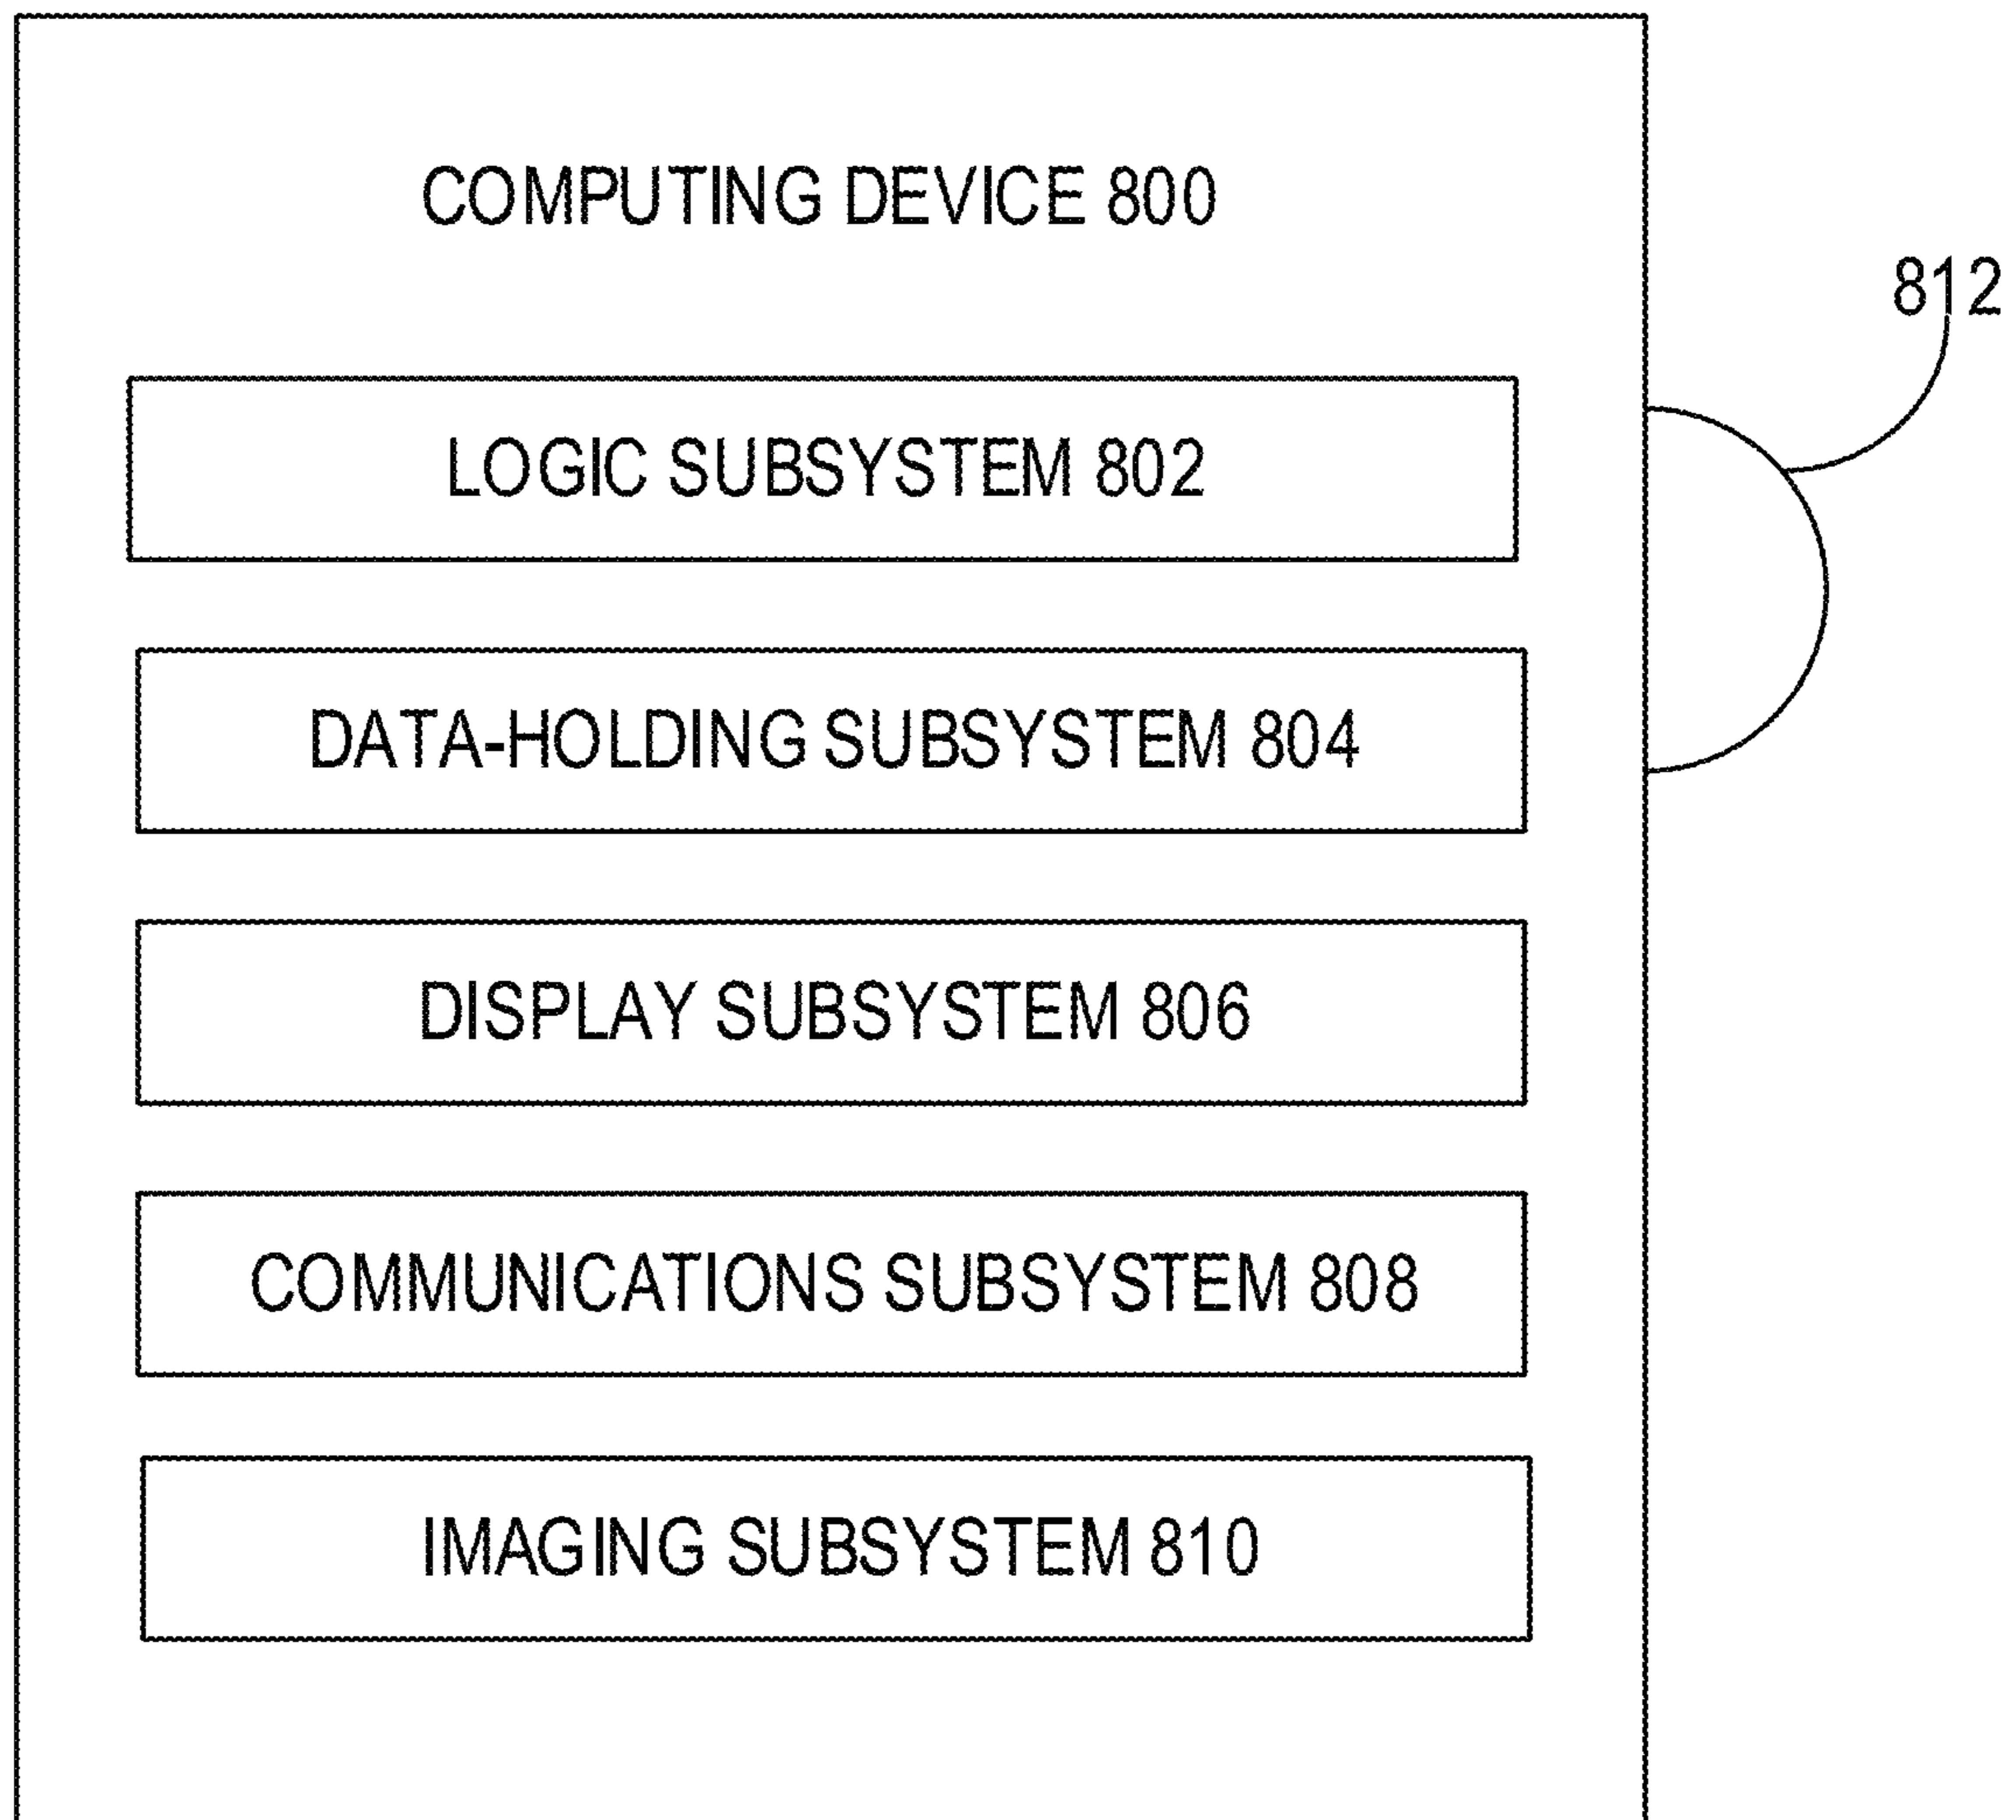 COMPUTING DEVICE 800
812
LOGIC SUBSYSTEM 802
DATA-HOLDING SUBSYSTEM 804
DISPLAY SUBSYSTEM 806
COMMUNICATIONS SUBSYSTEM 808
IMAGING SUBSYSTEM 810